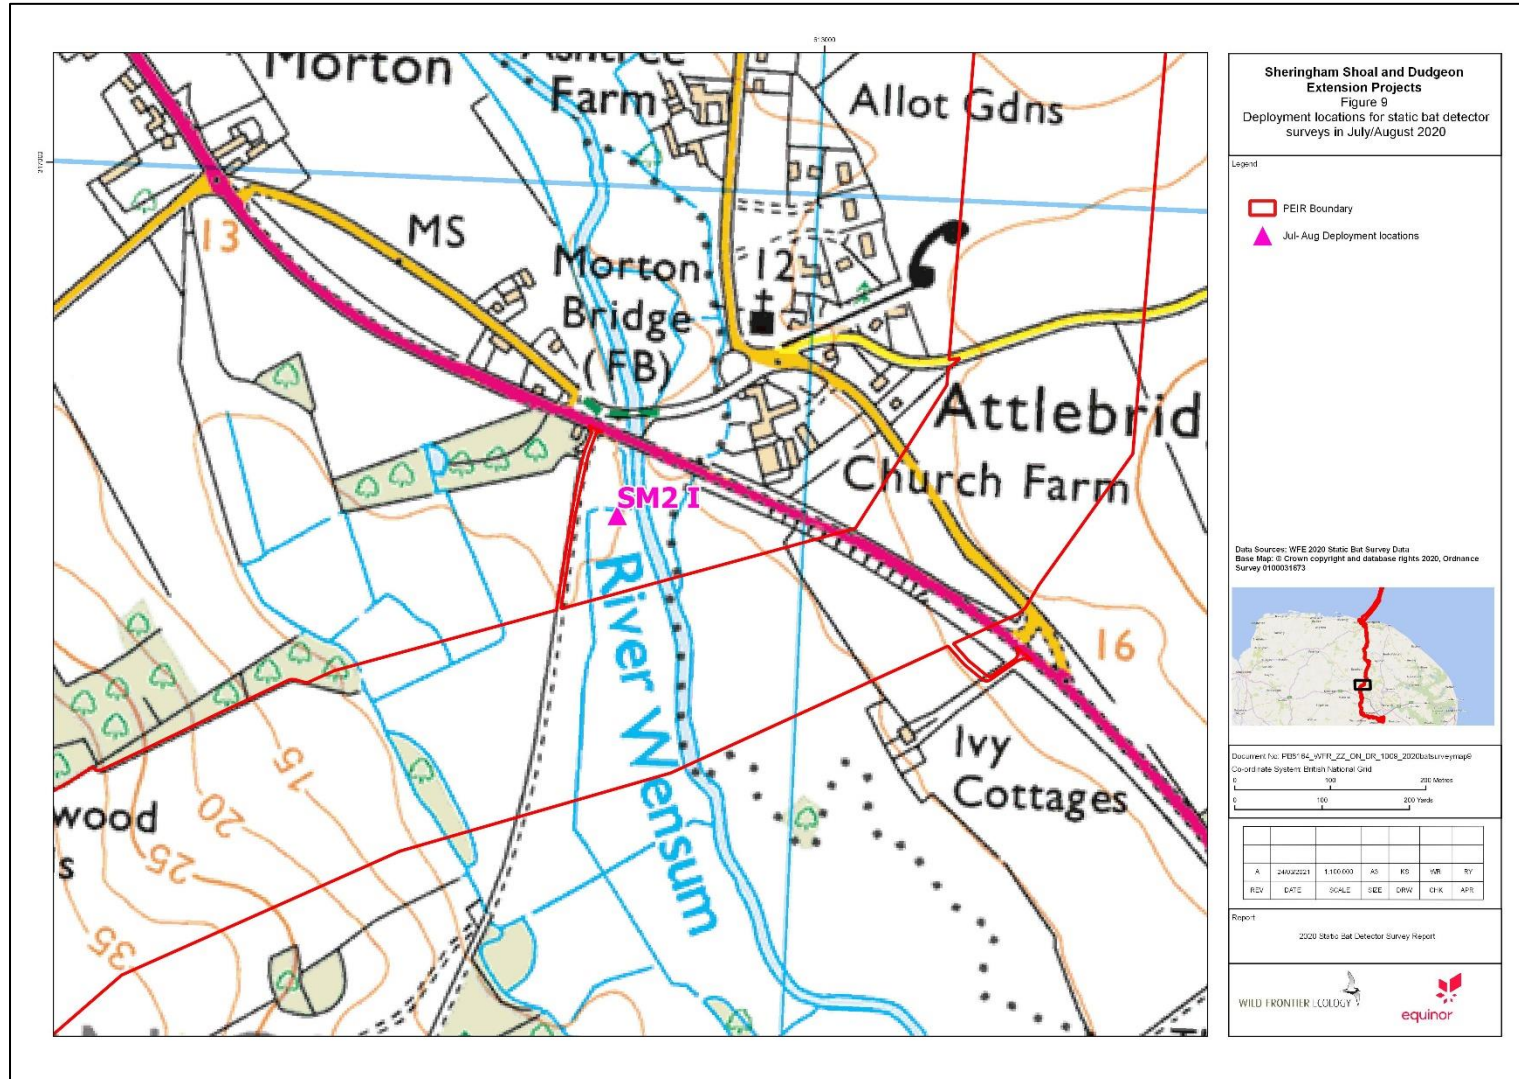 Morton
Ashtree
Farm
Allot Gdns
MS
13
Morton
Bridge
(FB)
12
Attlebrid
Church Farm
SM2 I
River Wensum
16
Ivy
Cottages
wood
s
15
20
25
35
Sheringham Shoal and Dudgeon
Extension Projects
Figure 9
Deployment locations for static bat detector
surveys in July/August 2020
Legend
PEIR Boundary
Jul- Aug Deployment locations
Data Sources: WFE 2020 Static Bat Survey Data
Base Map: © Crown copyright and database rights 2020, Ordnance
Survey 0100031673
Co-ordinate System: British National Grid
0 100 200 Metres
0 100 200 Yards
A 1:100,000 AS KS WB RY
REV DATE SCALE SIZE DRW CHK APR
Report
2020 Static Bat Detector Survey Report
WILD FRONTIER ECOLOGY
equinor